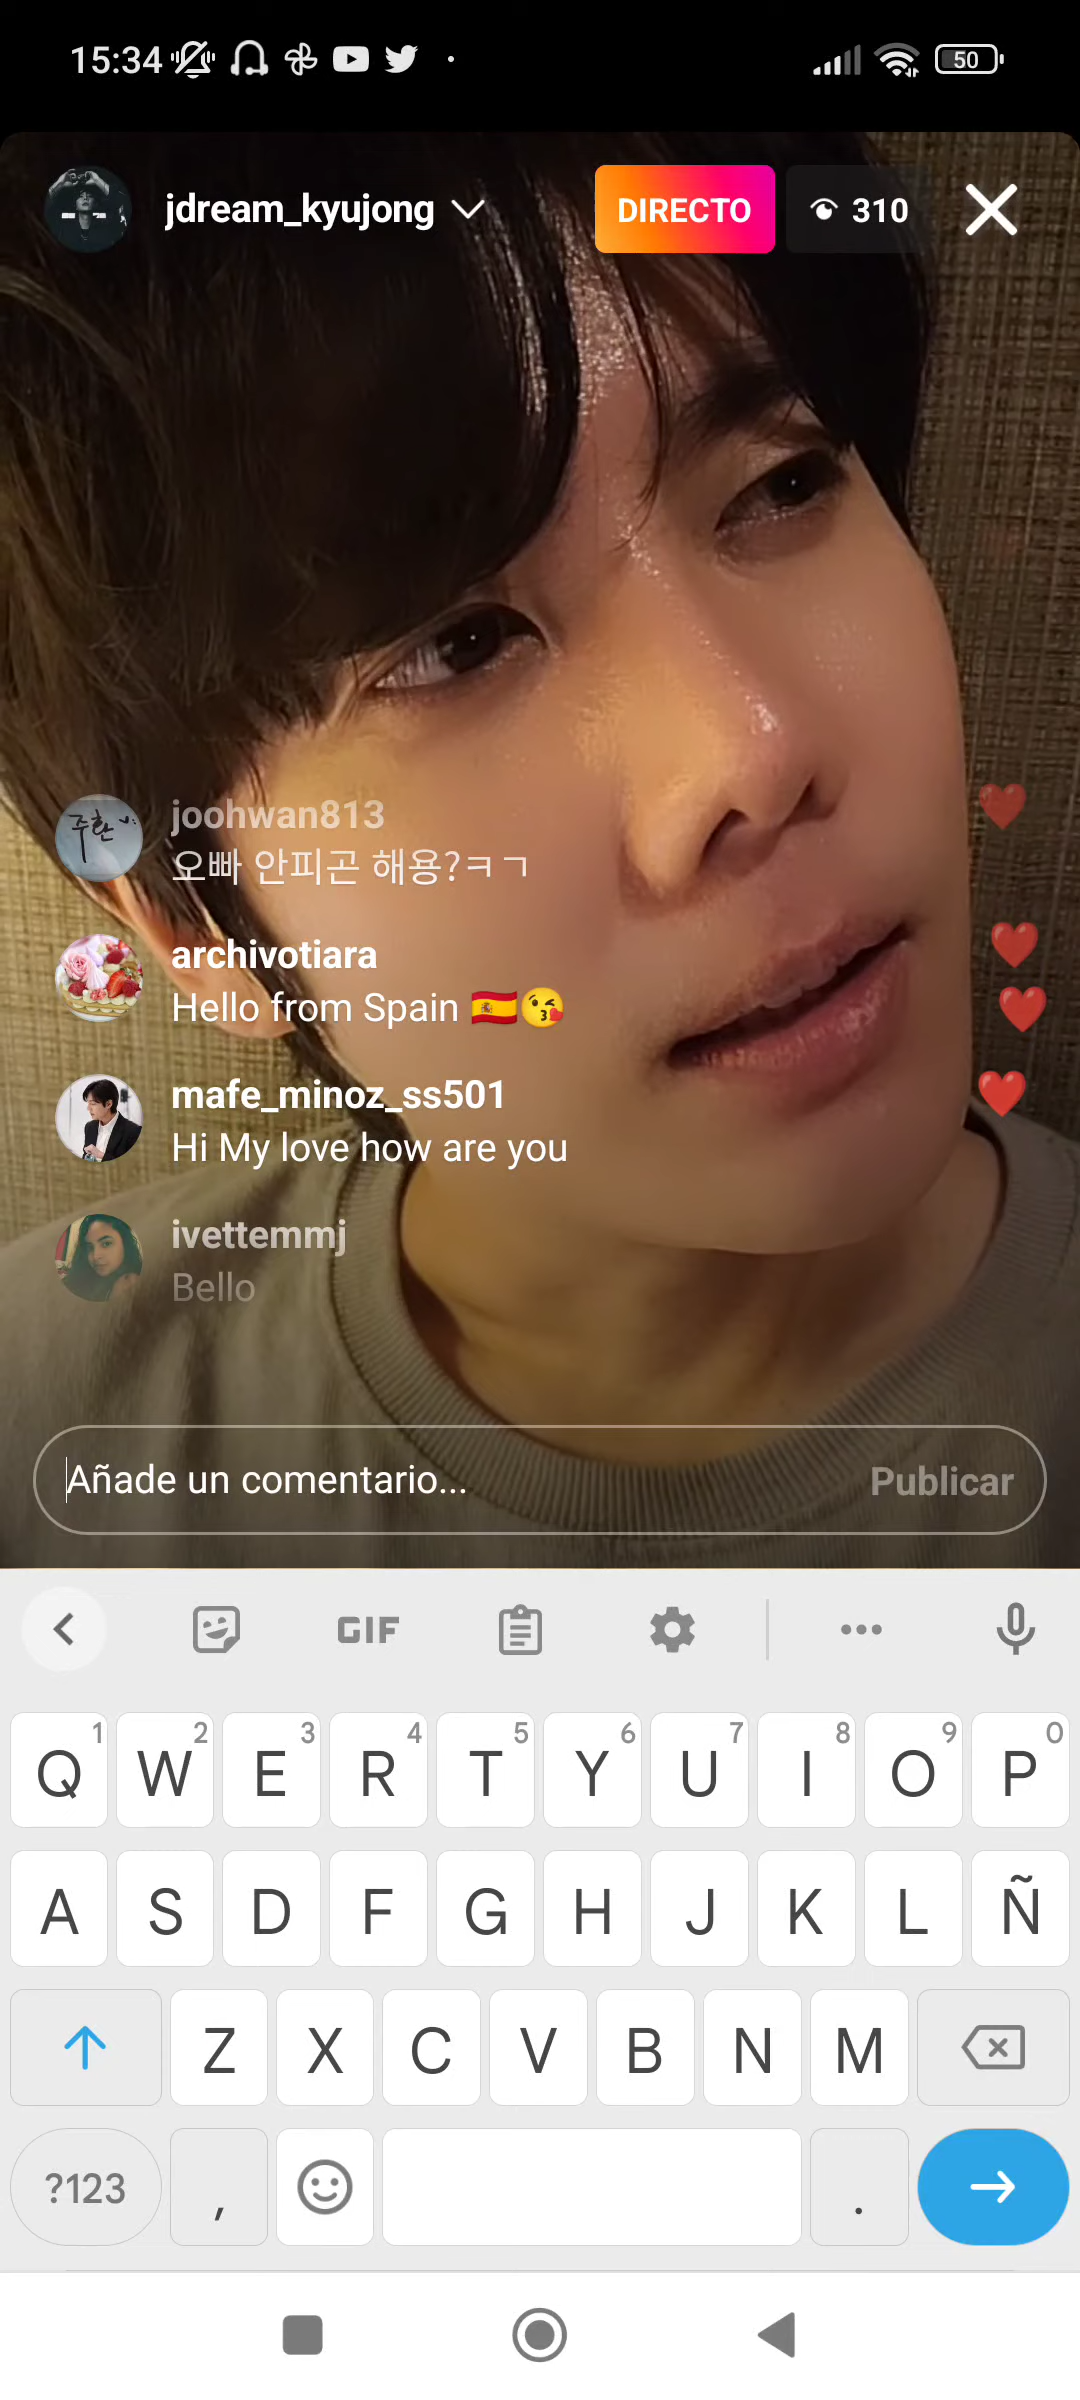 15:34
50
jdream_kyujong
DIRECTO
310
주환
joohwan813
오빠 안피곤 해용?ㅋㄱ
archivotiara
Hello from Spain 🇪🇸😘
mafe_minoz_ss501
Hi My love how are you
ivettemmj
Bello
Añade un comentario...
Publicar
GIF
1 2 3 4 5 6 7 8 9 0
Q W E R T Y U I O P
A S D F G H J K L Ñ
Z X C V B N M
?123 , .